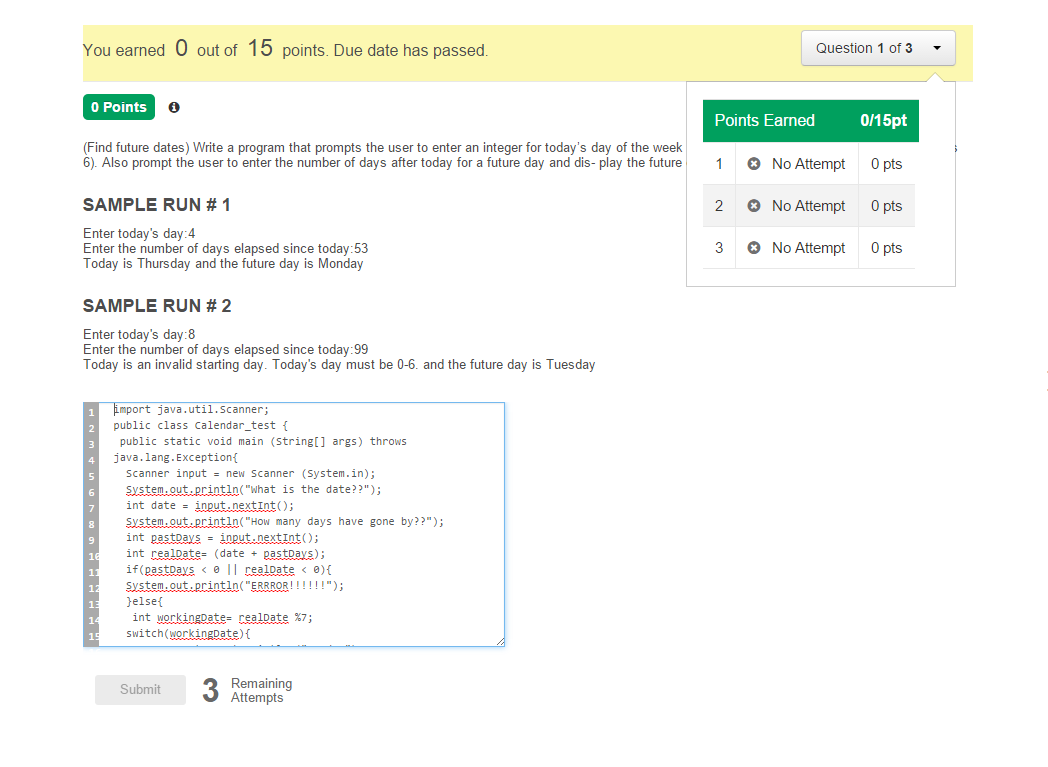 You earned 0 out of 15 points. Due date has passed.
Question 1 of 3
0 Points
Points Earned 0/15pt
1 No Attempt 0 pts
2 No Attempt 0 pts
3 No Attempt 0 pts
(Find future dates) Write a program that prompts the user to enter an integer for today's day of the week
6). Also prompt the user to enter the number of days after today for a future day and dis- play the future
SAMPLE RUN # 1
Enter today's day:4
Enter the number of days elapsed since today:53
Today is Thursday and the future day is Monday
SAMPLE RUN # 2
Enter today's day:8
Enter the number of days elapsed since today:99
Today is an invalid starting day. Today's day must be 0-6. and the future day is Tuesday
1 import java.util.Scanner;
2 public class Calendar_test {
3 public static void main (String[] args) throws
4 java.lang.Exception{
5 Scanner input = new Scanner (System.in);
6 System.out.println("What is the date??");
7 int date = input.nextInt();
8 System.out.println("How many days have gone by??");
9 int pastDays = input.nextInt();
10 int realDate= (date + pastDays);
11 if(pastDays < 0 || realDate < 0){
12 System.out.println("ERRROR!!!!!!");
13 }else{
14 int workingDate= realDate %7;
15 switch(workingDate){
Submit
3 Remaining
Attempts